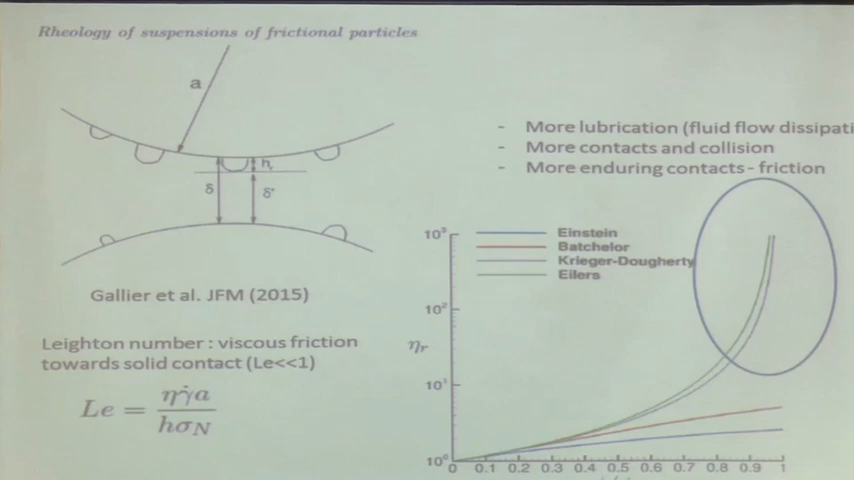 Rheology of suspensions of frictional particles
a
h
δ
δ'
Gallier et al. JFM (2015)
Leighton number : viscous friction
towards solid contact (Le<<1)
Le = ηγ̇a / hσN
- More lubrication (fluid flow dissipati
- More contacts and collision
- More enduring contacts - friction
Einstein
Batchelor
Krieger-Dougherty
Eilers
10³
10²
ηr
10¹
10⁰
0 0.1 0.2 0.3 0.4 0.5 0.6 0.7 0.8 0.9 1